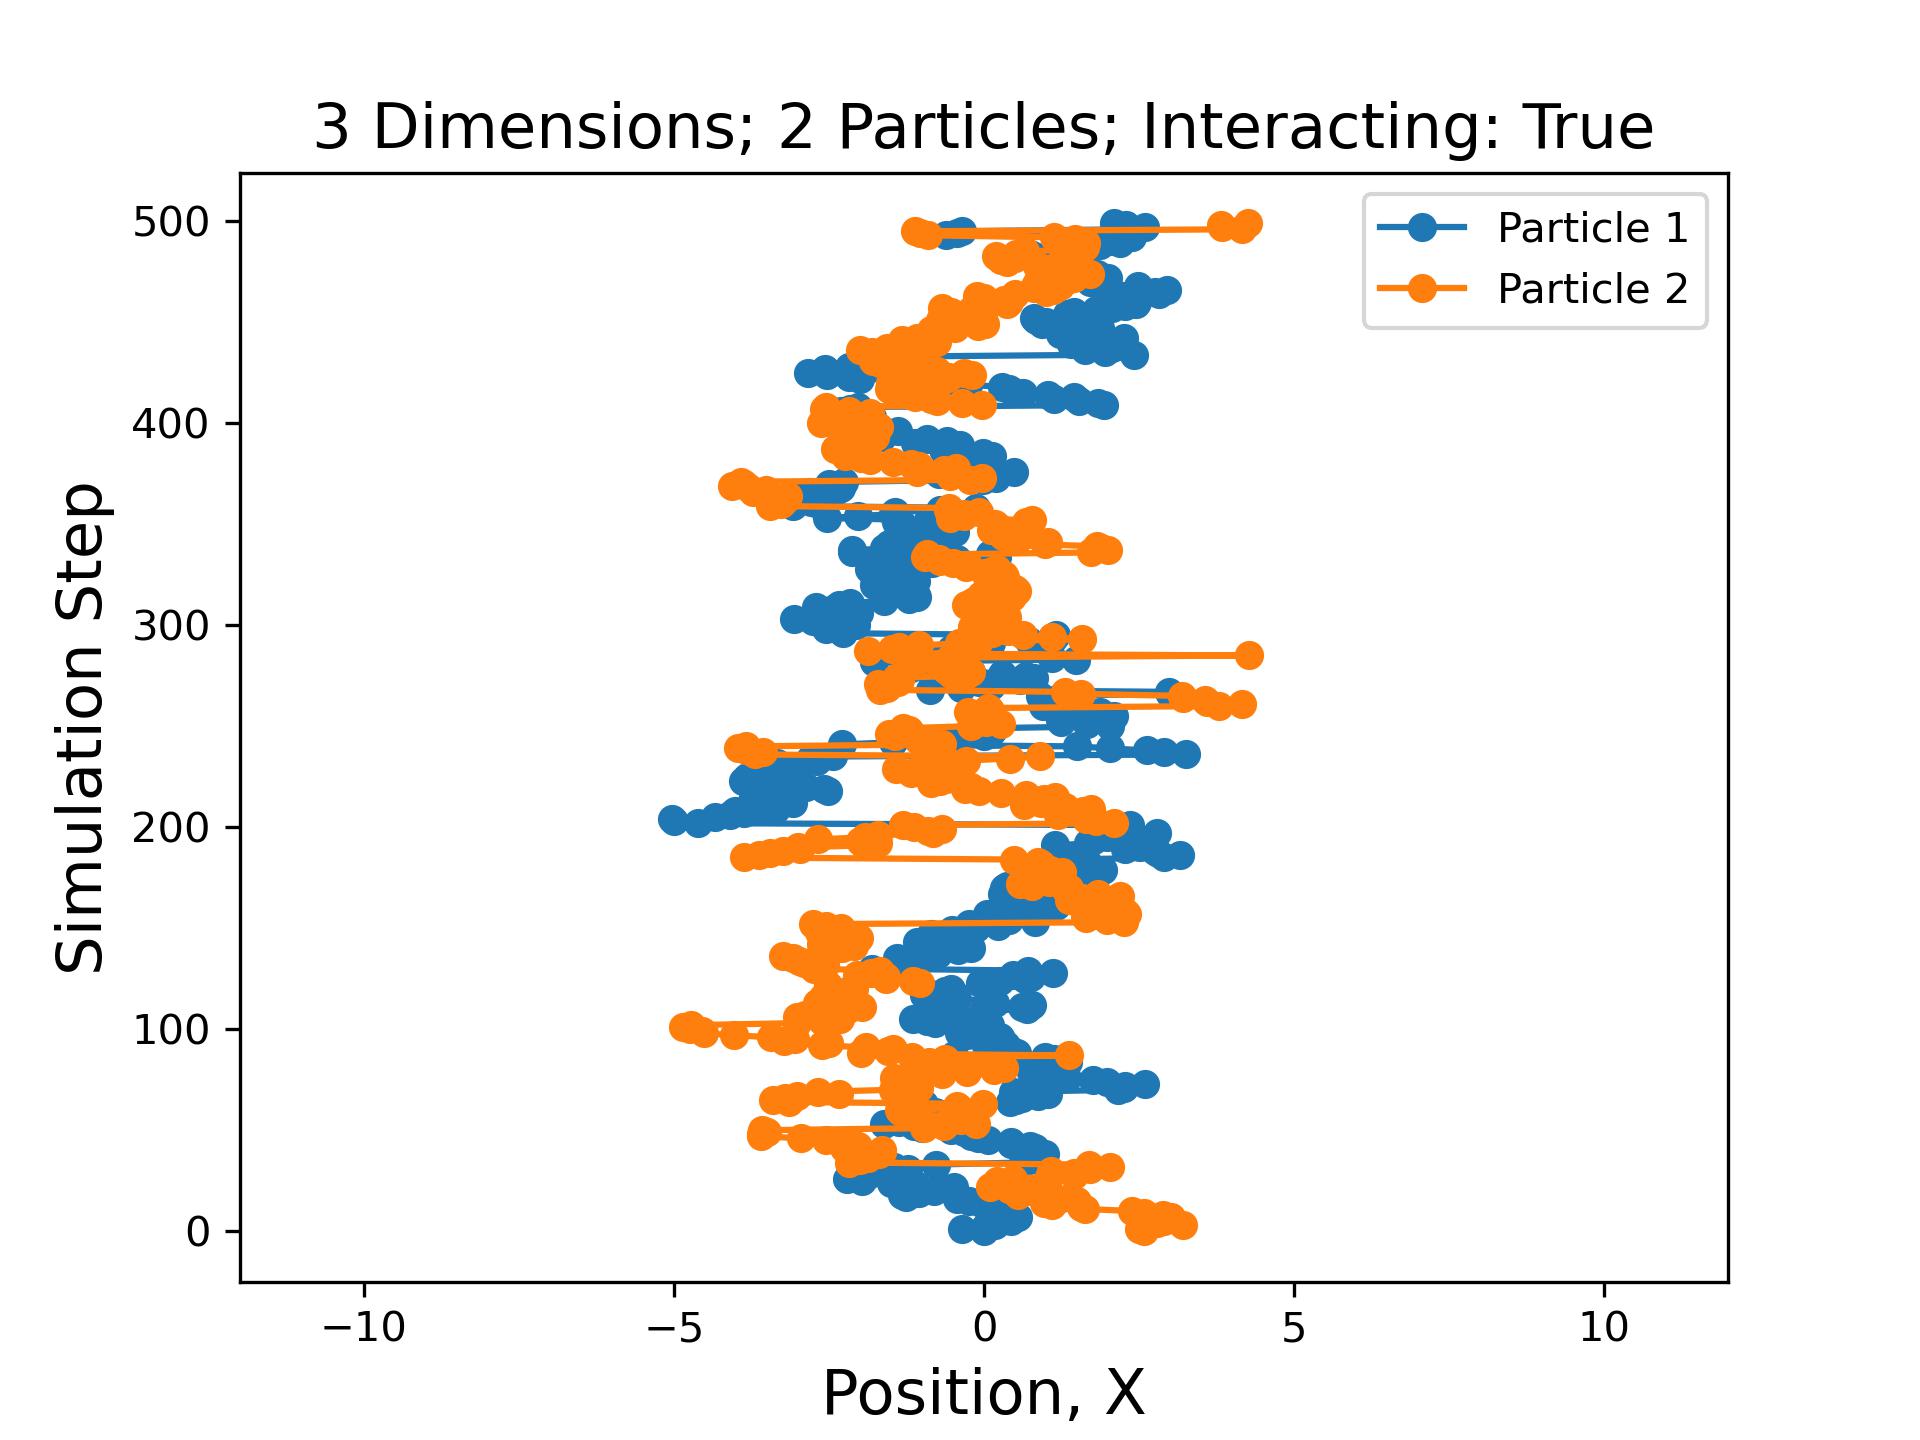 3 Dimensions; 2 Particles; Interacting: True
Particle 1
Particle 2
500
400
300
200
100
0
Simulation Step
−10
−5
0
5
10
Position, X